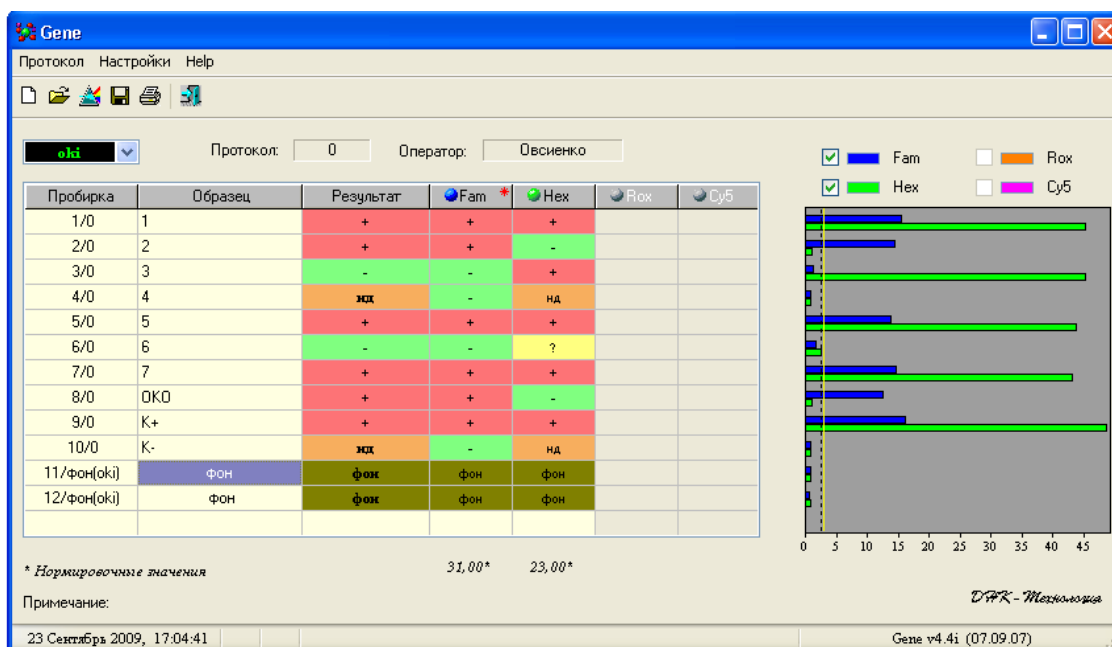 Gene
Протокол Настройки Help
oki Протокол: 0 Оператор: Овсиенко
Fam Rox
Hex Cy5
Пробирка Образец Результат Fam * Hex Rox Cy5
1/0 1 + + +
2/0 2 + + -
3/0 3 - - +
4/0 4 нд - нд
5/0 5 + + +
6/0 6 - - ?
7/0 7 + + +
8/0 ОКО + + -
9/0 К+ + + +
10/0 К- нд - нд
11/фон(oki) фон фон фон фон
12/фон(oki) фон фон фон фон
0 5 10 15 20 25 30 35 40 45
* Нормировочные значения 31,00* 23,00*
Примечание:
ДНК-Технология
23 Сентябрь 2009, 17:04:41 Gene v4.4i (07.09.07)